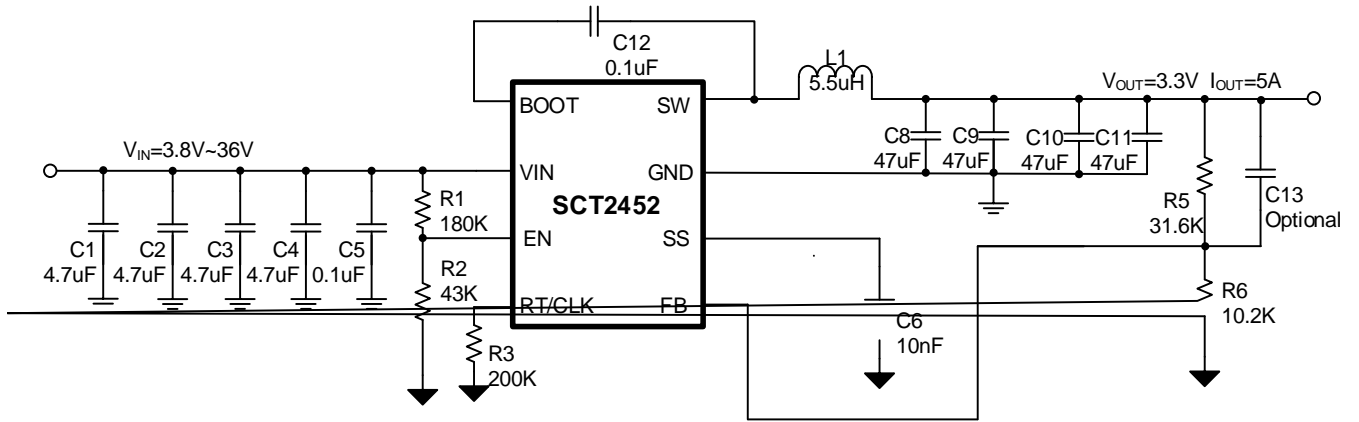 C12
0.1uF
L1
5.5uH
VOUT=3.3V IOUT=5A
BOOT
SW
C8
47uF
C9
47uF
C10
47uF
C11
47uF
VIN=3.8V~36V
VIN
GND
SCT2452
R1
180K
R5
31.6K
C13
Optional
EN
SS
C1
4.7uF
C2
4.7uF
C3
4.7uF
C4
4.7uF
C5
0.1uF
R2
43K
RT/CLK
FB
R6
10.2K
C6
10nF
R3
200K